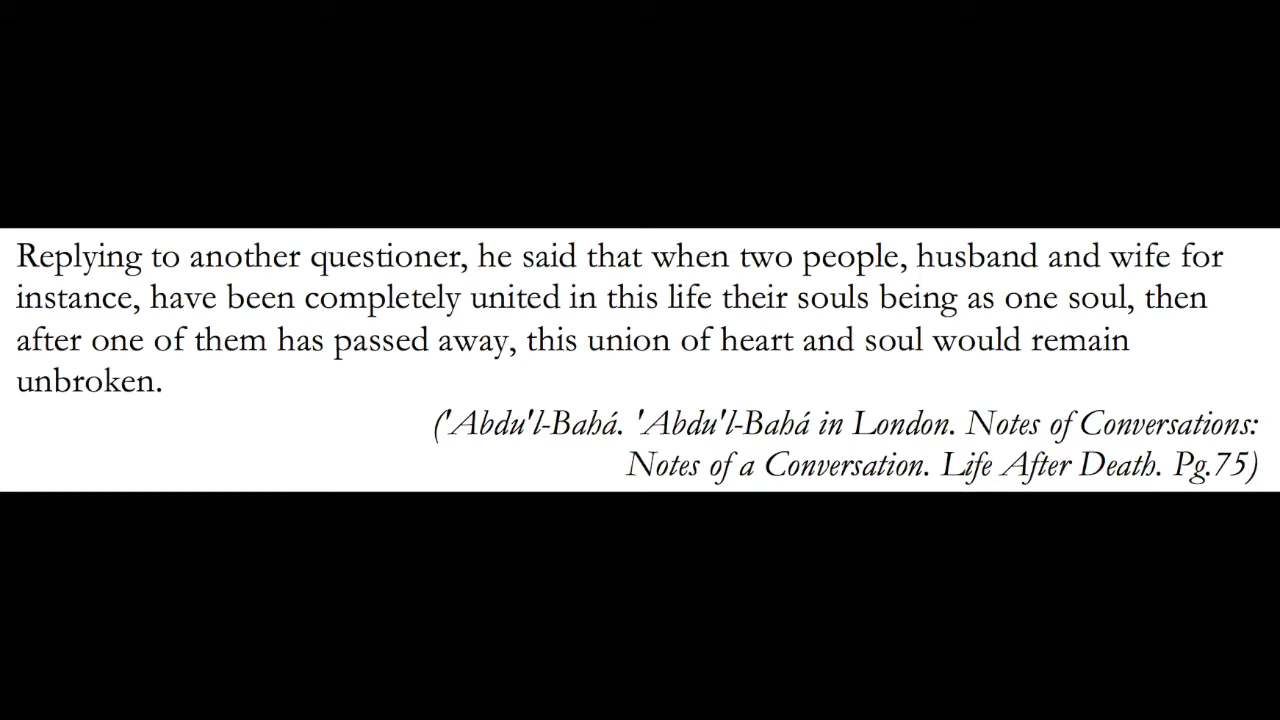 Replying to another questioner, he said that when two people, husband and wife for
instance, have been completely united in this life their souls being as one soul, then
after one of them has passed away, this union of heart and soul would remain
unbroken.
('Abdu'l-Bahá. 'Abdu'l-Bahá in London. Notes of Conversations:
Notes of a Conversation. Life After Death. Pg.75)